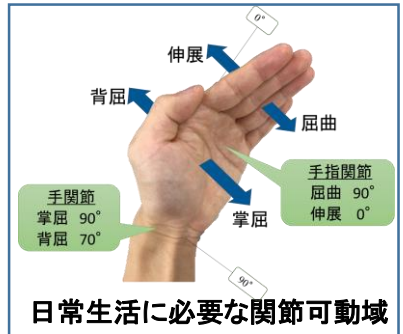 0°
伸展
背屈
屈曲
手関節
掌屈 90°
背屈 70°
手指関節
屈曲 90°
伸展 0°
掌屈
90°
日常生活に必要な関節可動域